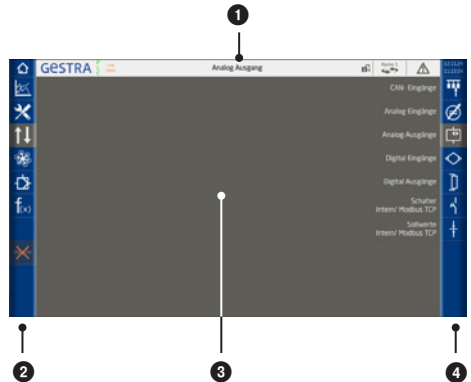 1
GESTRA
Analog Ausgang
CAN- Eingänge
Analog Eingänge
Analog Ausgänge
Digital Eingänge
Digital Ausgänge
Schalter
Intern/ Modbus TCP
Sollwerte
Intern/ Modbus TCP
f(x)
2
3
4